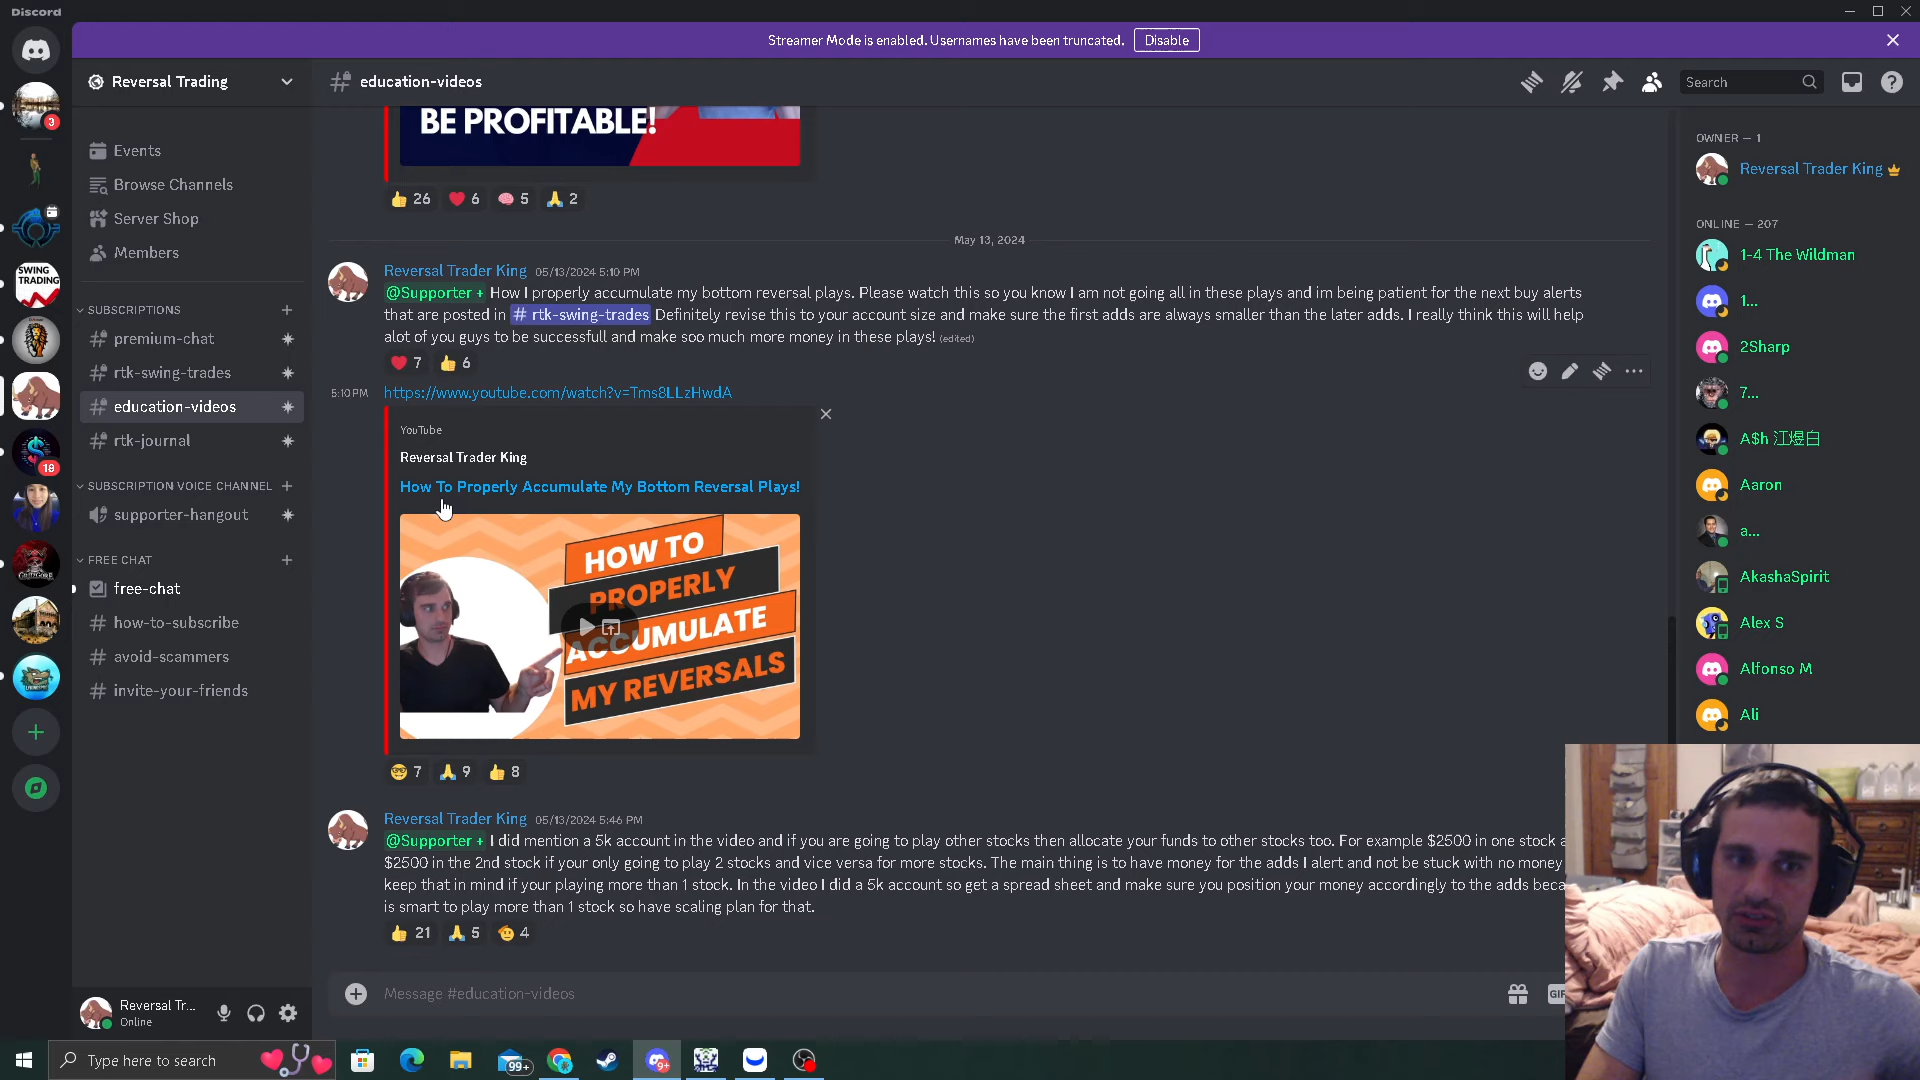 Discord
Streamer Mode is enabled. Usernames have been truncated. Disable
3
SWING
TRADING
18
Reversal Trading
Events
Browse Channels
Server Shop
Members
SUBSCRIPTIONS
premium-chat
rtk-swing-trades
education-videos
rtk-journal
SUBSCRIPTION VOICE CHANNEL
supporter-hangout
FREE CHAT
free-chat
how-to-subscribe
avoid-scammers
invite-your-friends
Reversal Tr...
Online
education-videos
Search
BE PROFITABLE!
26 6 5 2
May 13, 2024
Reversal Trader King 05/13/2024 5:10 PM
@Supporter + How I properly accumulate my bottom reversal plays. Please watch this so you know I am not going all in these plays and im being patient for the next buy alerts
that are posted in # rtk-swing-trades Definitely revise this to your account size and make sure the first adds are always smaller than the later adds. I really think this will help
alot of you guys to be successfull and make soo much more money in these plays! (edited)
7 6
5:10 PM https://www.youtube.com/watch?v=Tms8LLzHwdA
YouTube
Reversal Trader King
How To Properly Accumulate My Bottom Reversal Plays!
HOW TO
PROPERLY
ACCUMULATE
MY REVERSALS
7 9 8
Reversal Trader King 05/13/2024 5:46 PM
@Supporter + I did mention a 5k account in the video and if you are going to play other stocks then allocate your funds to other stocks too. For example $2500 in one stock a
$2500 in the 2nd stock if your only going to play 2 stocks and vice versa for more stocks. The main thing is to have money for the adds I alert and not be stuck with no money
keep that in mind if your playing more than 1 stock. In the video I did a 5k account so get a spread sheet and make sure you position your money accordingly to the adds beca
is smart to play more than 1 stock so have scaling plan for that.
21 5 4
Message #education-videos
GIF
OWNER — 1
Reversal Trader King
ONLINE — 207
1-4 The Wildman
1...
2Sharp
7...
A$h 江煜白
Aaron
a...
AkashaSpirit
Alex S
Alfonso M
Ali
Type here to search
99+
9+